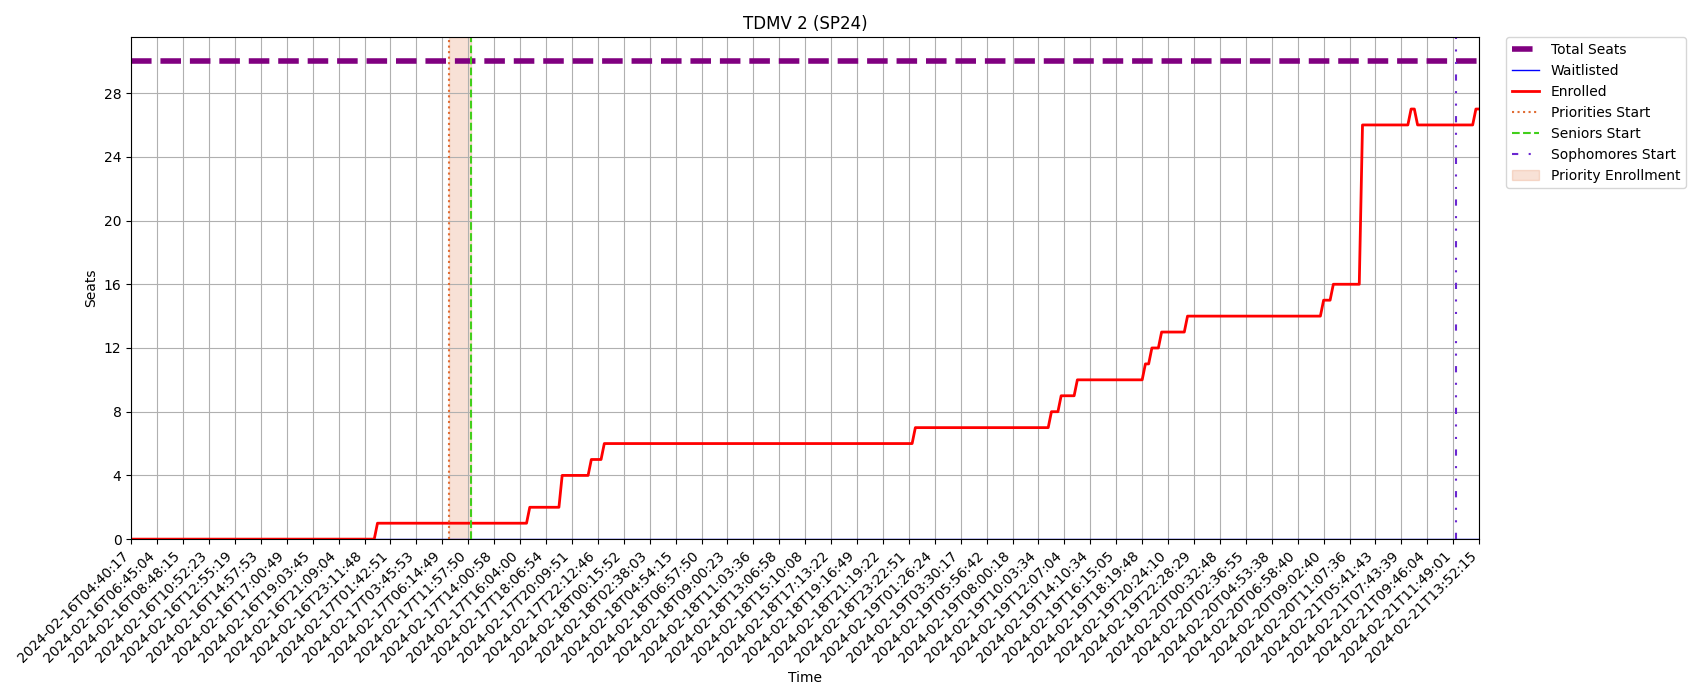 TDMV 2 (SP24)
Total Seats
Waitlisted
Enrolled
Priorities Start
Seniors Start
Sophomores Start
Priority Enrollment
Seats
28
24
20
16
12
8
4
0
2024-02-16T04:40:17
2024-02-16T06:45:04
2024-02-16T08:48:15
2024-02-16T10:52:23
2024-02-16T12:55:19
2024-02-16T14:57:53
2024-02-16T17:00:49
2024-02-16T19:03:45
2024-02-16T21:09:04
2024-02-16T23:11:48
2024-02-17T01:42:51
2024-02-17T03:45:53
2024-02-17T06:14:49
2024-02-17T11:57:50
2024-02-17T14:00:58
2024-02-17T16:04:00
2024-02-17T18:06:54
2024-02-17T20:09:51
2024-02-17T22:12:46
2024-02-18T00:15:52
2024-02-18T02:38:03
2024-02-18T04:54:15
2024-02-18T06:57:50
2024-02-18T09:00:23
2024-02-18T11:03:36
2024-02-18T13:06:58
2024-02-18T15:10:08
2024-02-18T17:13:22
2024-02-18T19:16:49
2024-02-18T21:19:22
2024-02-18T23:22:51
2024-02-19T01:26:24
2024-02-19T03:30:17
2024-02-19T05:56:42
2024-02-19T08:00:18
2024-02-19T10:03:34
2024-02-19T12:07:04
2024-02-19T14:10:34
2024-02-19T16:15:05
2024-02-19T18:19:48
2024-02-19T20:24:10
2024-02-19T22:28:29
2024-02-20T00:32:48
2024-02-20T02:36:55
2024-02-20T04:53:38
2024-02-20T06:58:40
2024-02-20T09:02:40
2024-02-20T11:07:36
2024-02-21T05:41:43
2024-02-21T07:43:39
2024-02-21T09:46:04
2024-02-21T11:49:01
2024-02-21T13:52:15
Time